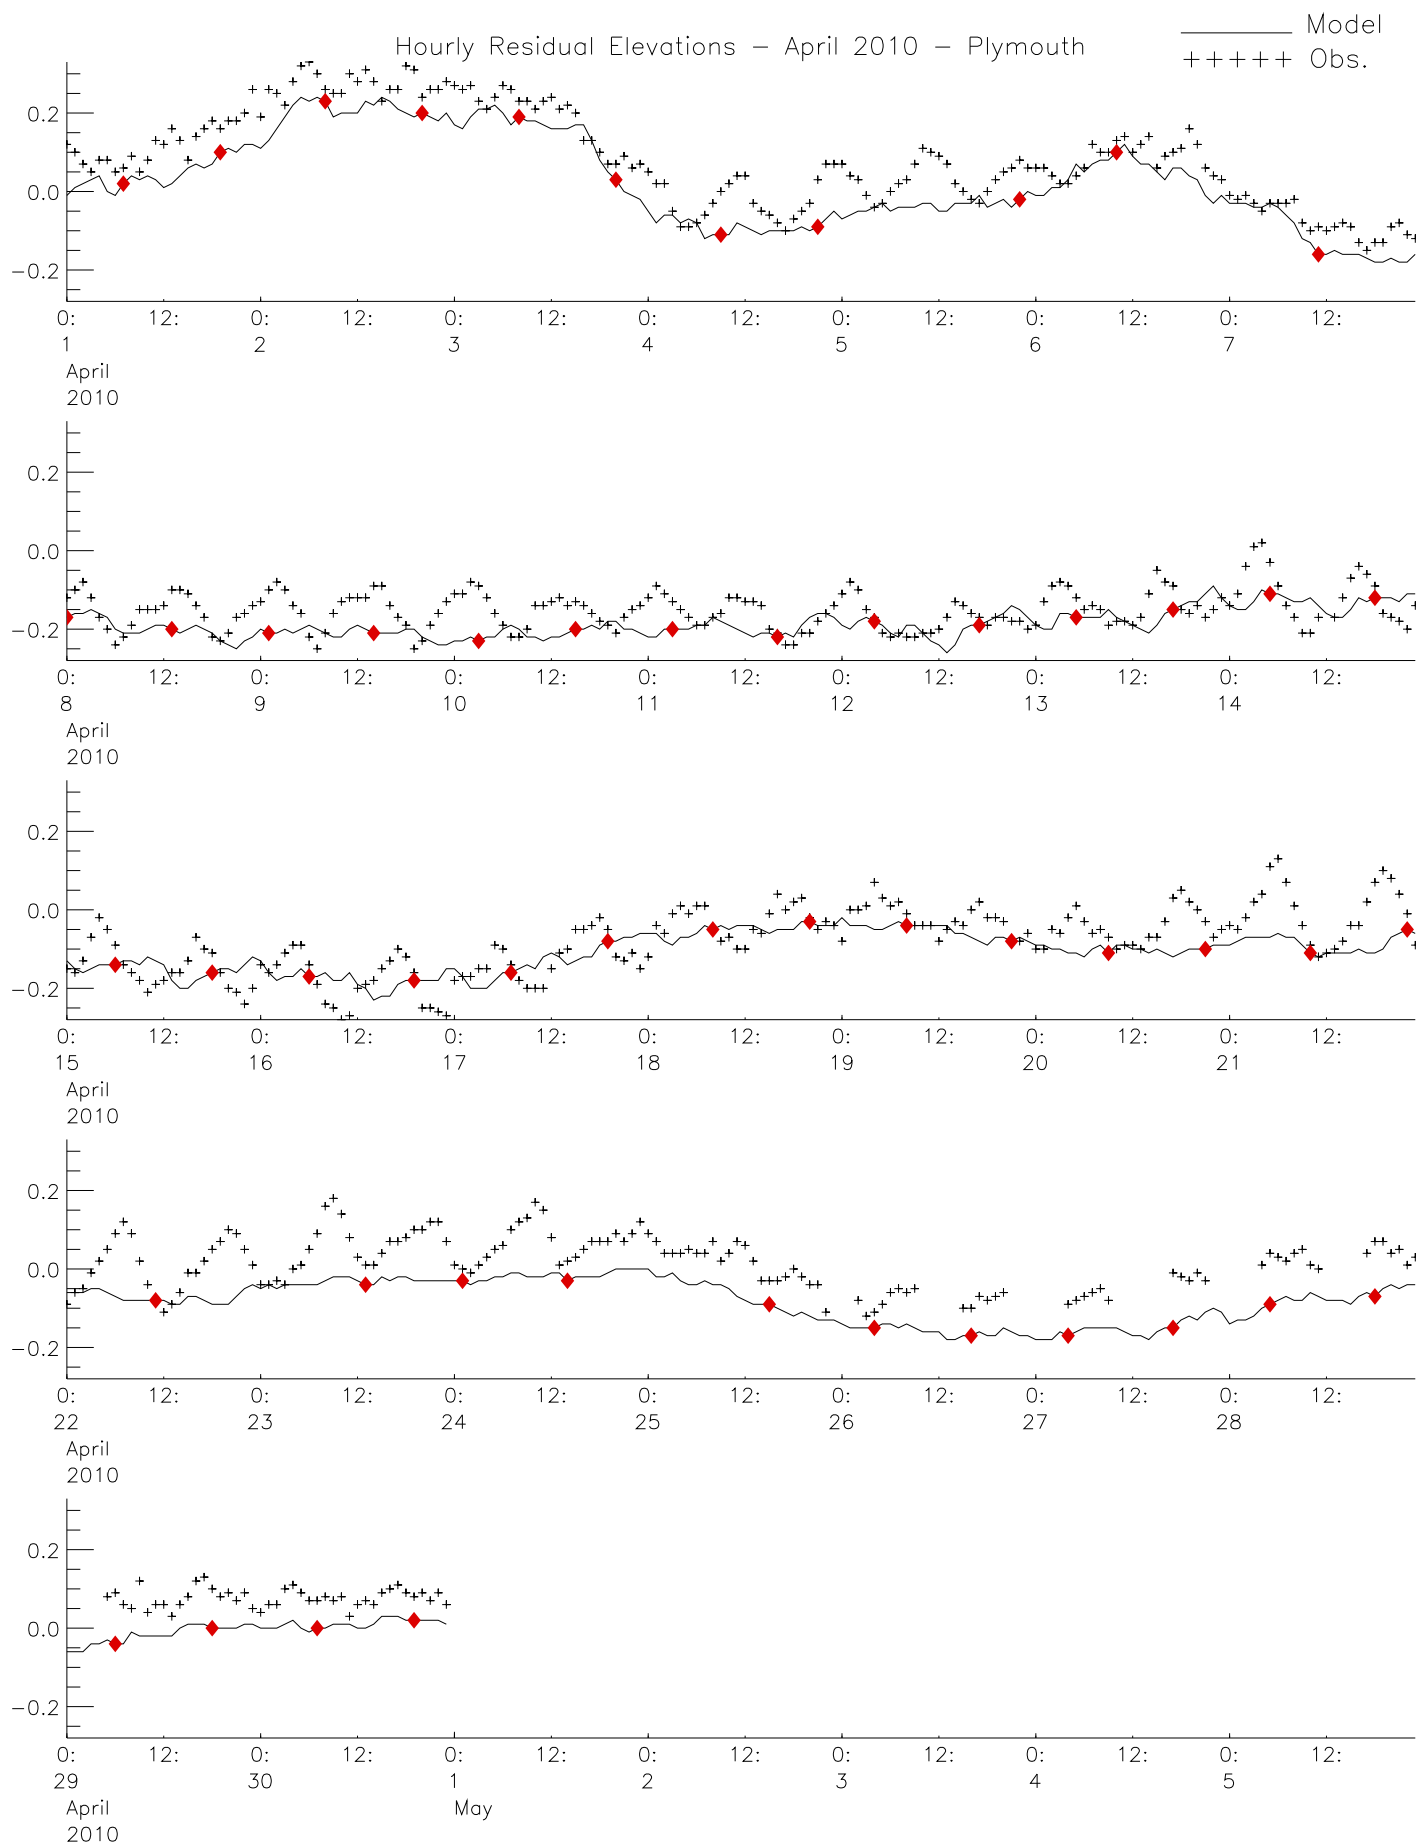 Hourly Residual Elevations – April 2010 – Plymouth
Model
+++++ Obs.
0.2
0.0
−0.2
0: 12: 0: 12: 0: 12: 0: 12: 0: 12: 0: 12: 0: 12:
1 2 3 4 5 6 7
April
2010
0.2
0.0
−0.2
0: 12: 0: 12: 0: 12: 0: 12: 0: 12: 0: 12: 0: 12:
8 9 10 11 12 13 14
April
2010
0.2
0.0
−0.2
0: 12: 0: 12: 0: 12: 0: 12: 0: 12: 0: 12: 0: 12:
15 16 17 18 19 20 21
April
2010
0.2
0.0
−0.2
0: 12: 0: 12: 0: 12: 0: 12: 0: 12: 0: 12: 0: 12:
22 23 24 25 26 27 28
April
2010
0.2
0.0
−0.2
0: 12: 0: 12: 0: 12: 0: 12: 0: 12: 0: 12: 0: 12:
29 30 1 2 3 4 5
April May
2010